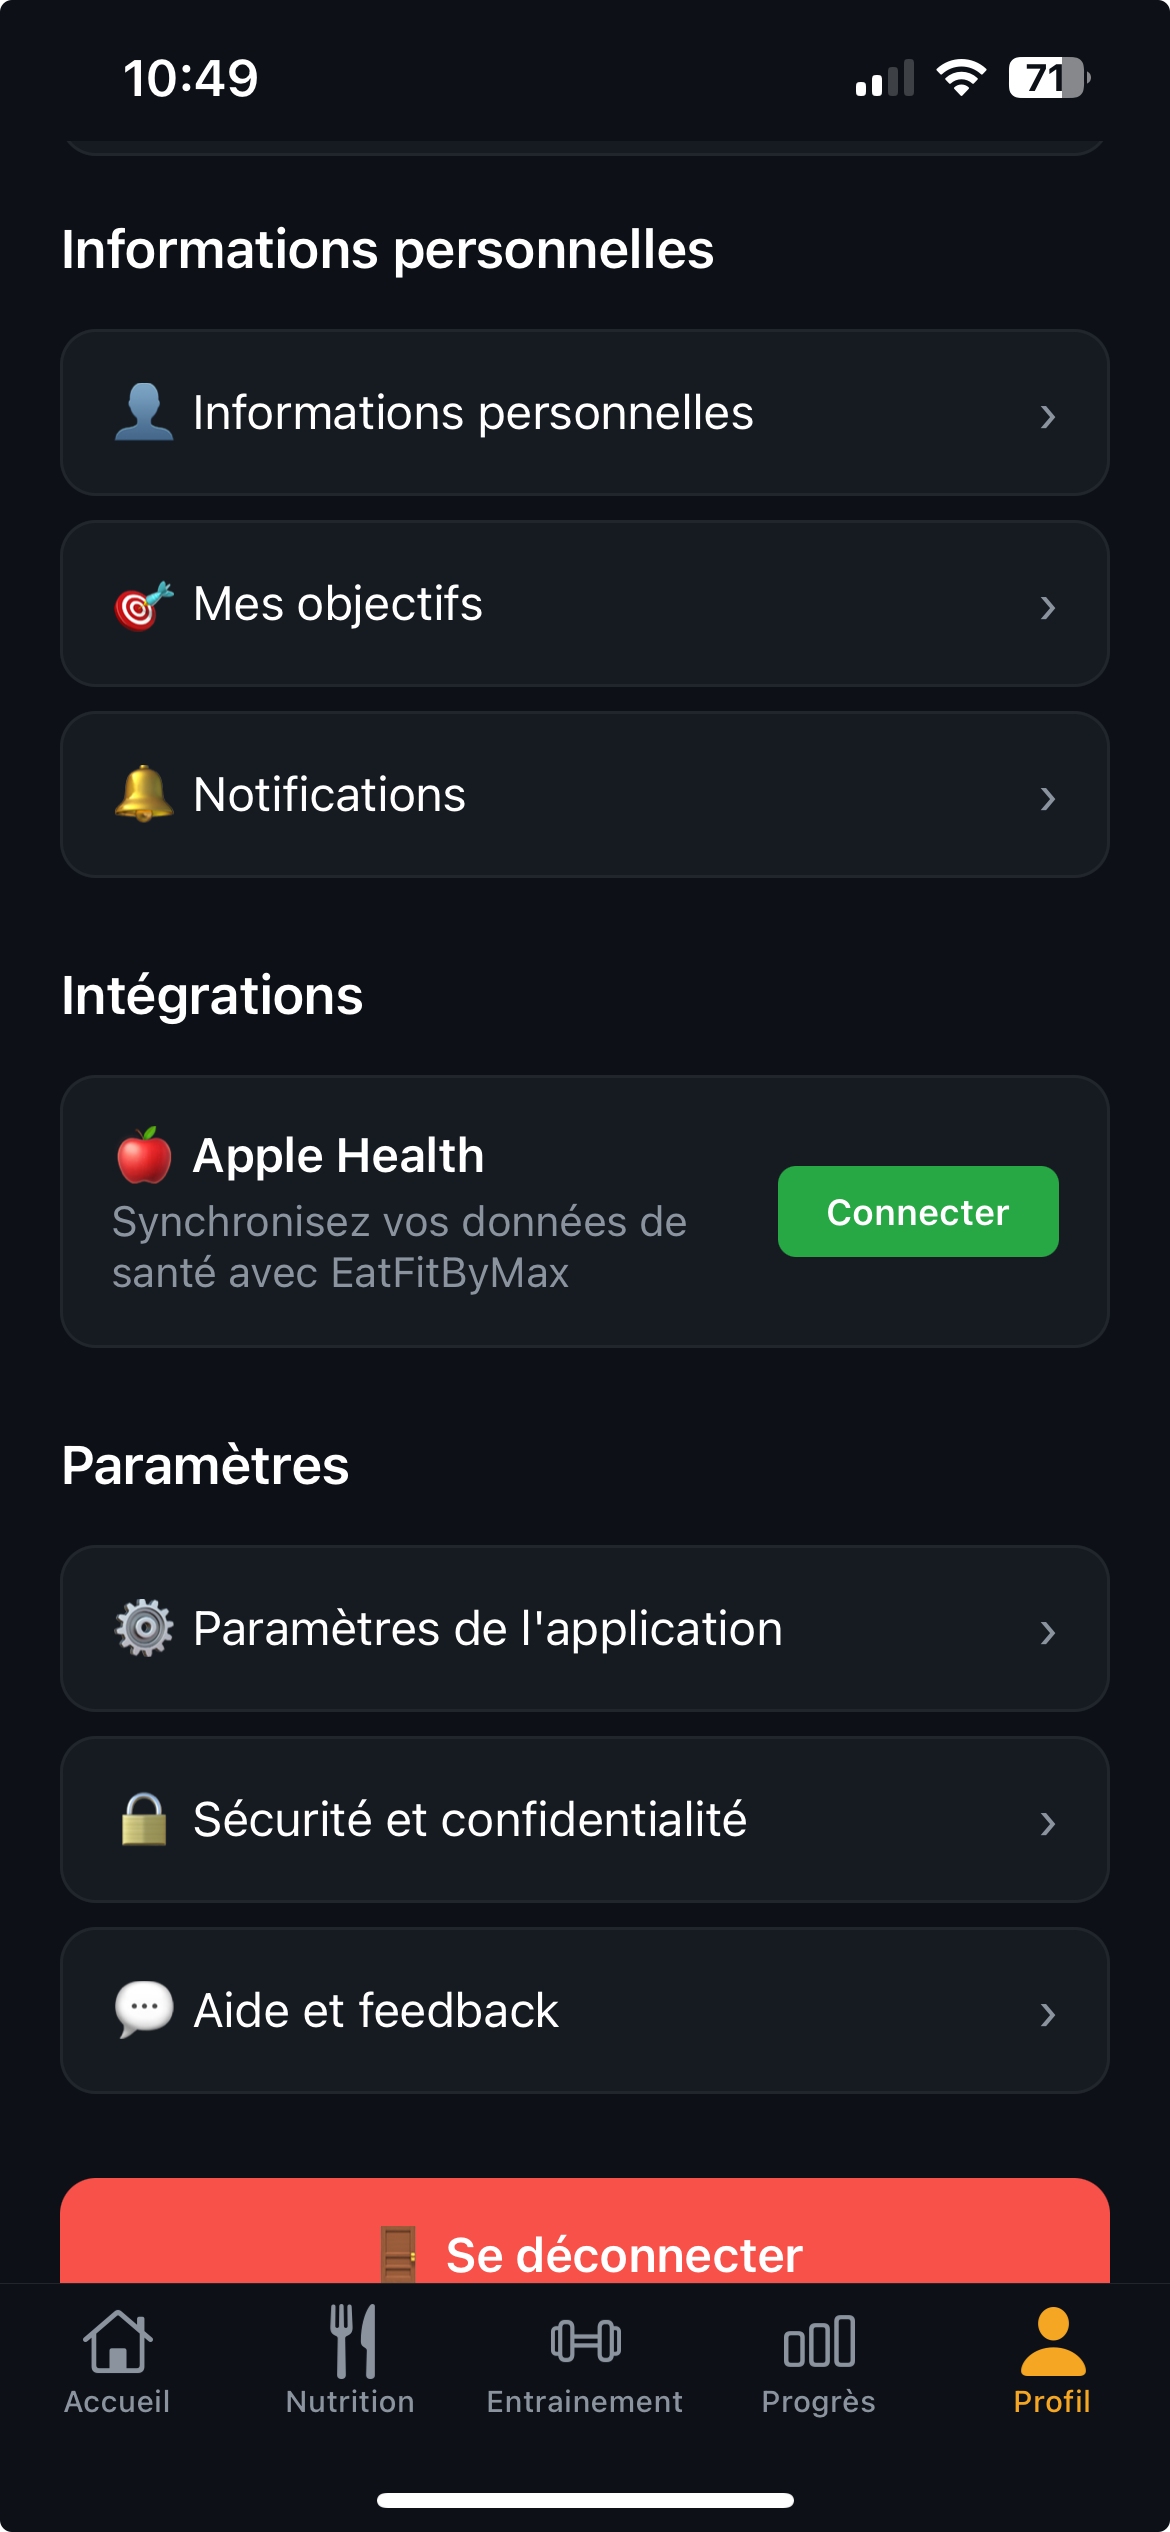 10:49
71
Informations personnelles
Informations personnelles
Mes objectifs
Notifications
Intégrations
Apple Health
Synchronisez vos données de
santé avec EatFitByMax
Connecter
Paramètres
Paramètres de l'application
Sécurité et confidentialité
Aide et feedback
Se déconnecter
Accueil
Nutrition
Entrainement
Progrès
Profil